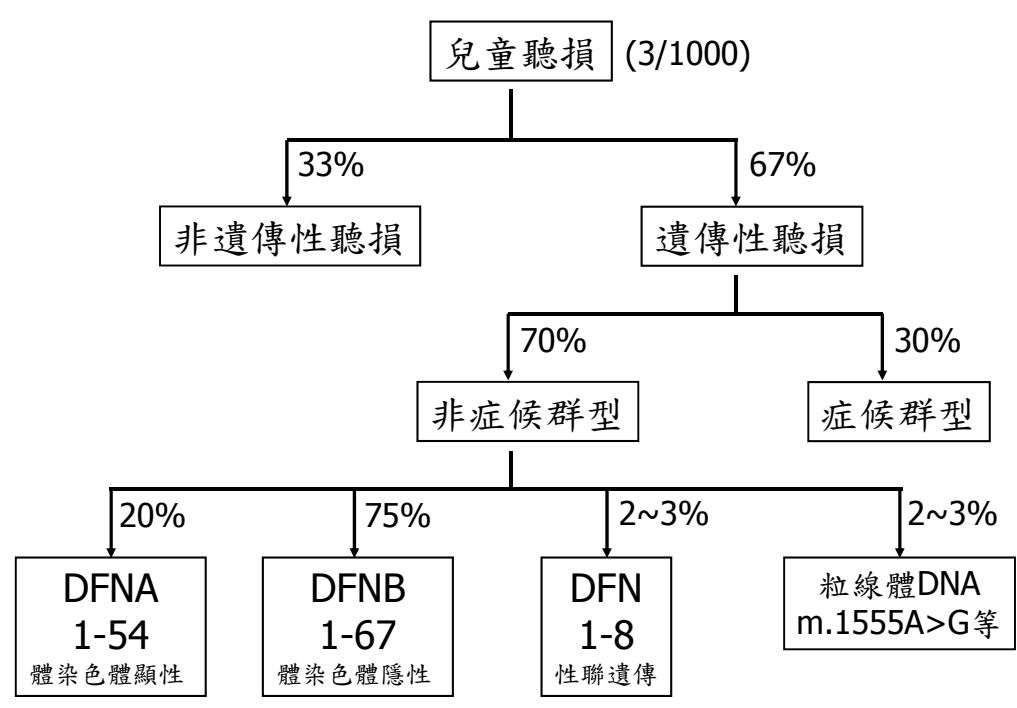 兒童聽損 (3/1000)
33% 67%
非遺傳性聽損 遺傳性聽損
70% 30%
非症候群型 症候群型
20% 75% 2~3% 2~3%
DFNA
1-54
體染色體顯性
DFNB
1-67
體染色體隱性
DFN
1-8
性聯遺傳
粒線體DNA
m.1555A>G等